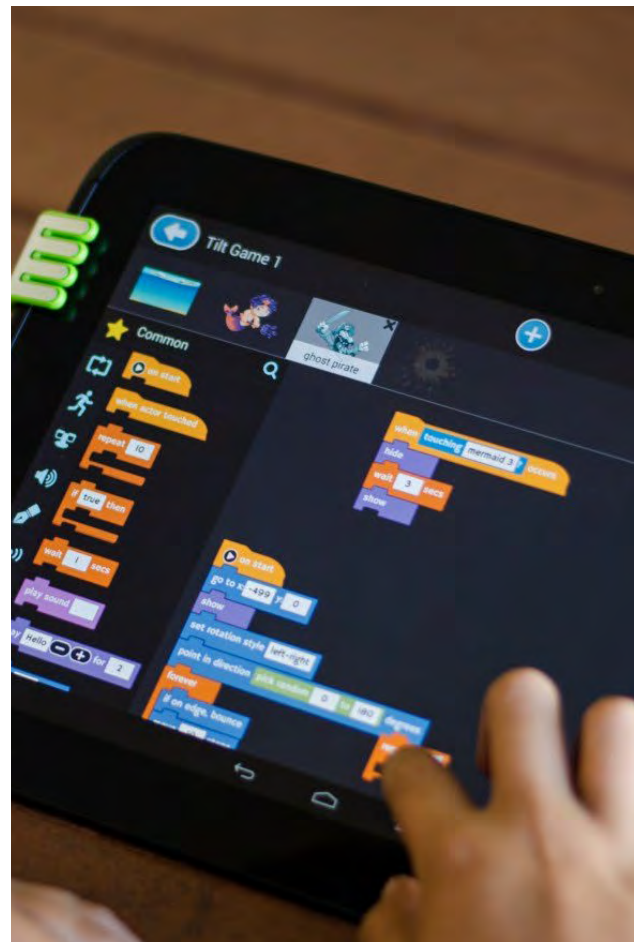 Tilt Game 1
ghost pirate
Common
on start
when actor touched
repeat 10
if true then
wait 1 secs
play sound
Hello for 2
when touching mermaid 3 ? occurs
hide
wait 3 secs
show
on start
go to x: -499 y: 0
show
set rotation style left-right
point in direction pick random 0 to 180 degrees
forever
if on edge, bounce